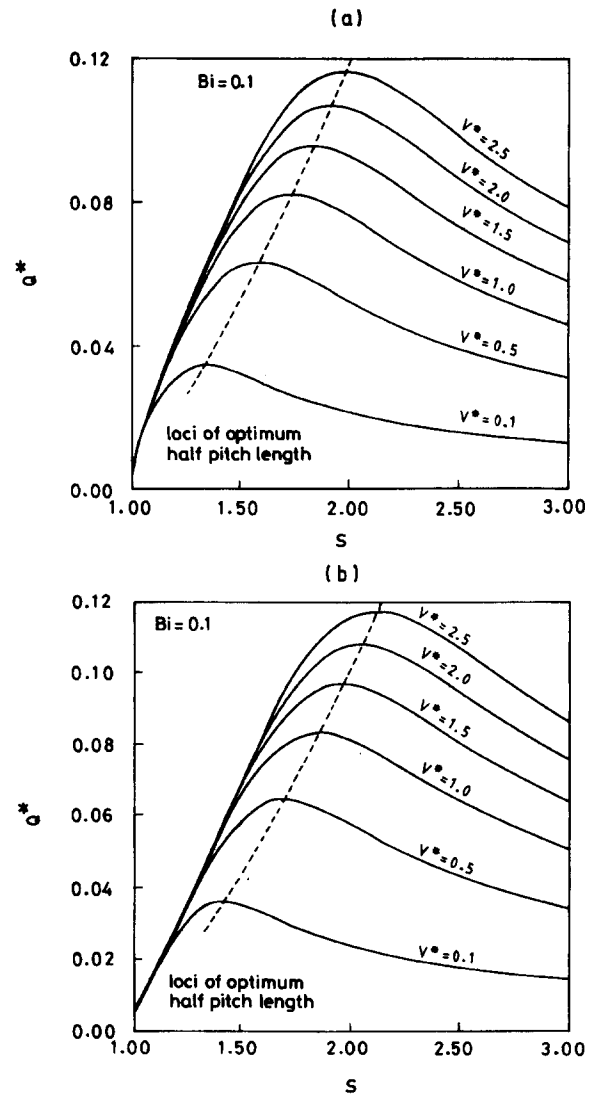 (a)
0.12
Bi = 0.1
V* = 2.5
V* = 2.0
0.08
V* = 1.5
Q*
V* = 1.0
0.04
V* = 0.5
V* = 0.1
loci of optimum
half pitch length
0.00
1.00 1.50 2.00 2.50 3.00
S
(b)
0.12
Bi = 0.1
V* = 2.5
0.10
V* = 2.0
V* = 1.5
0.08
V* = 1.0
Q*
0.06
V* = 0.5
0.04
V* = 0.1
0.02
loci of optimum
half pitch length
0.00
1.00 1.50 2.00 2.50 3.00
S